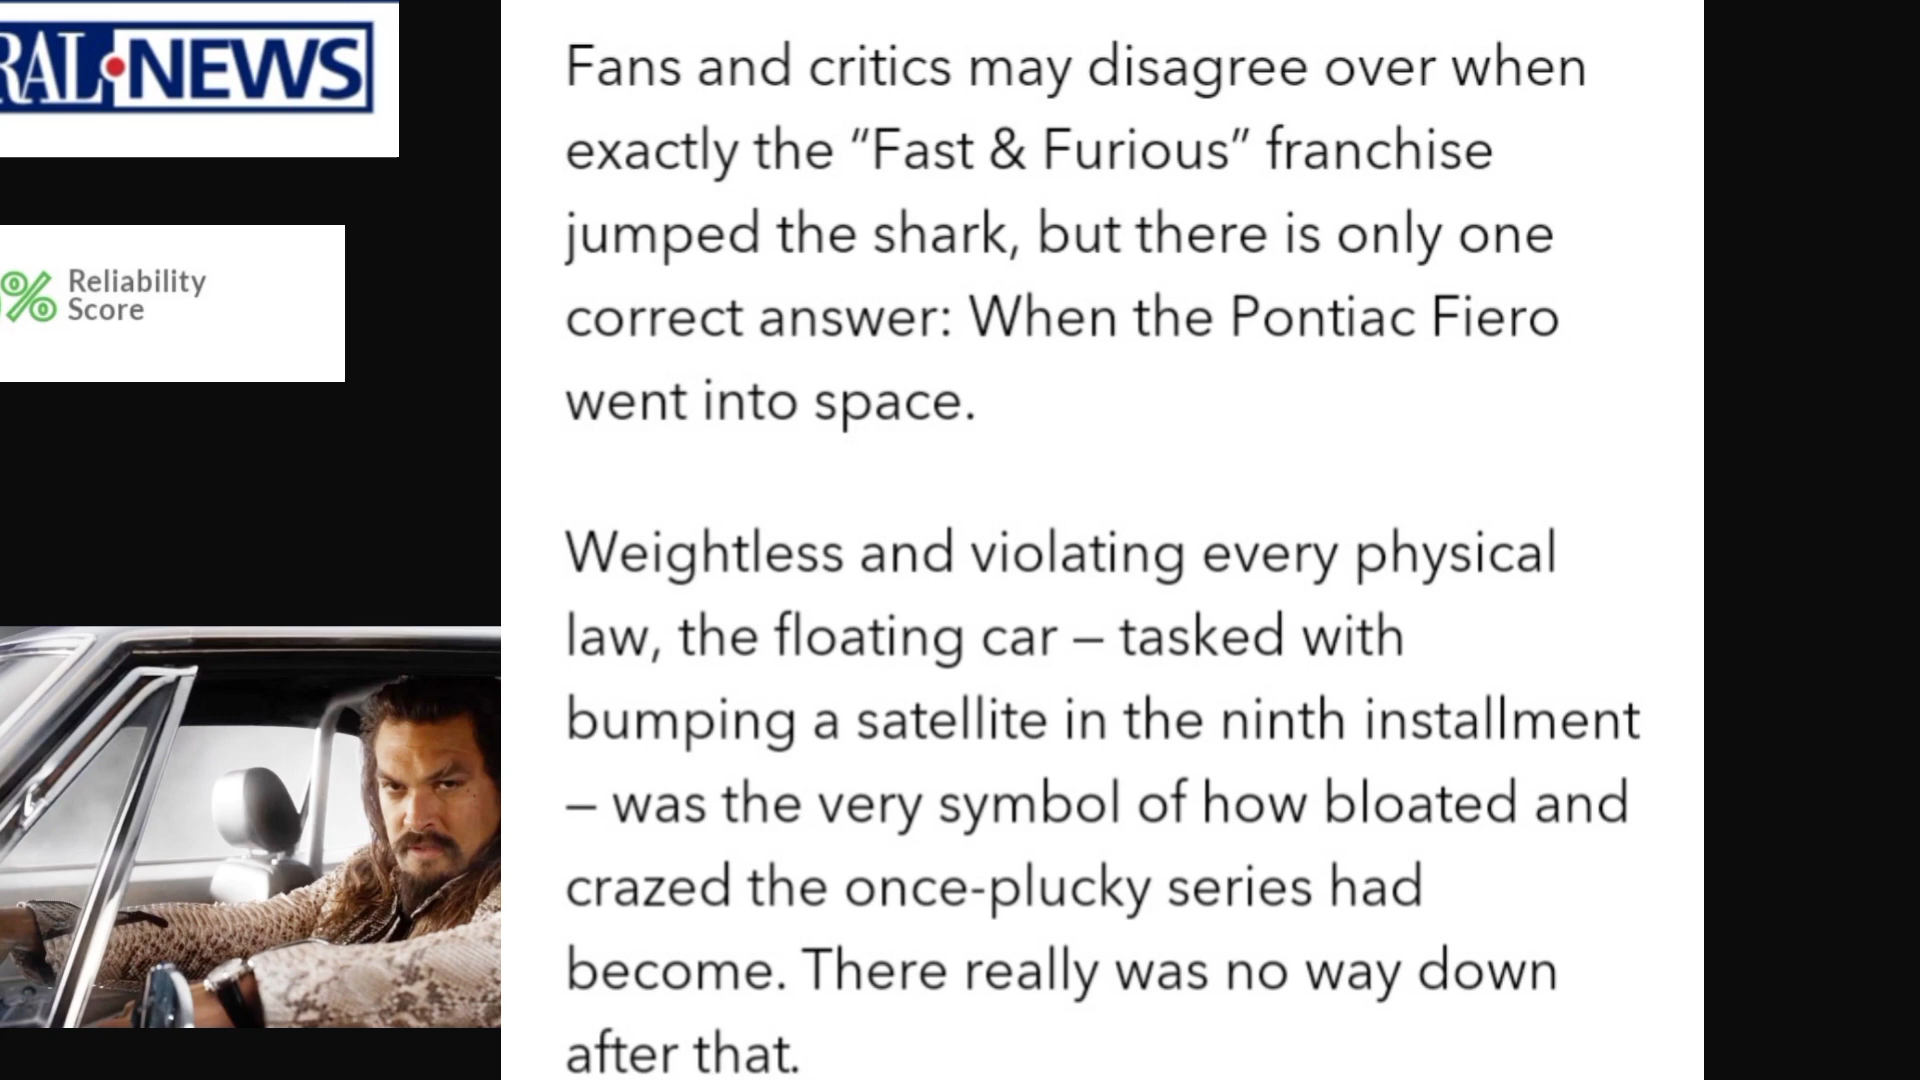 RAL NEWS
% Reliability
Score
Fans and critics may disagree over when
exactly the “Fast & Furious” franchise
jumped the shark, but there is only one
correct answer: When the Pontiac Fiero
went into space.
Weightless and violating every physical
law, the floating car – tasked with
bumping a satellite in the ninth installment
– was the very symbol of how bloated and
crazed the once-plucky series had
become. There really was no way down
after that.